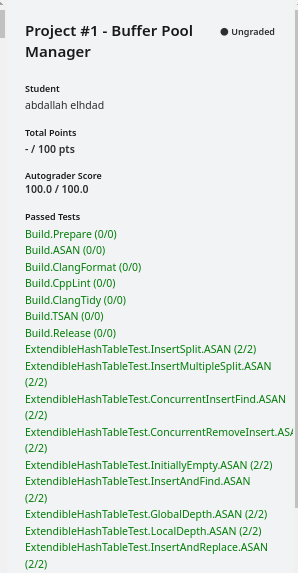 Project #1 - Buffer Pool
Manager
Ungraded
Student
abdallah elhdad
Total Points
- / 100 pts
Autograder Score
100.0 / 100.0
Passed Tests
Build.Prepare (0/0)
Build.ASAN (0/0)
Build.ClangFormat (0/0)
Build.CppLint (0/0)
Build.ClangTidy (0/0)
Build.TSAN (0/0)
Build.Release (0/0)
ExtendibleHashTableTest.InsertSplit.ASAN (2/2)
ExtendibleHashTableTest.InsertMultipleSplit.ASAN
(2/2)
ExtendibleHashTableTest.ConcurrentInsertFind.ASAN
(2/2)
ExtendibleHashTableTest.ConcurrentRemoveInsert.ASA
(2/2)
ExtendibleHashTableTest.InitiallyEmpty.ASAN (2/2)
ExtendibleHashTableTest.InsertAndFind.ASAN
(2/2)
ExtendibleHashTableTest.GlobalDepth.ASAN (2/2)
ExtendibleHashTableTest.LocalDepth.ASAN (2/2)
ExtendibleHashTableTest.InsertAndReplace.ASAN
(2/2)